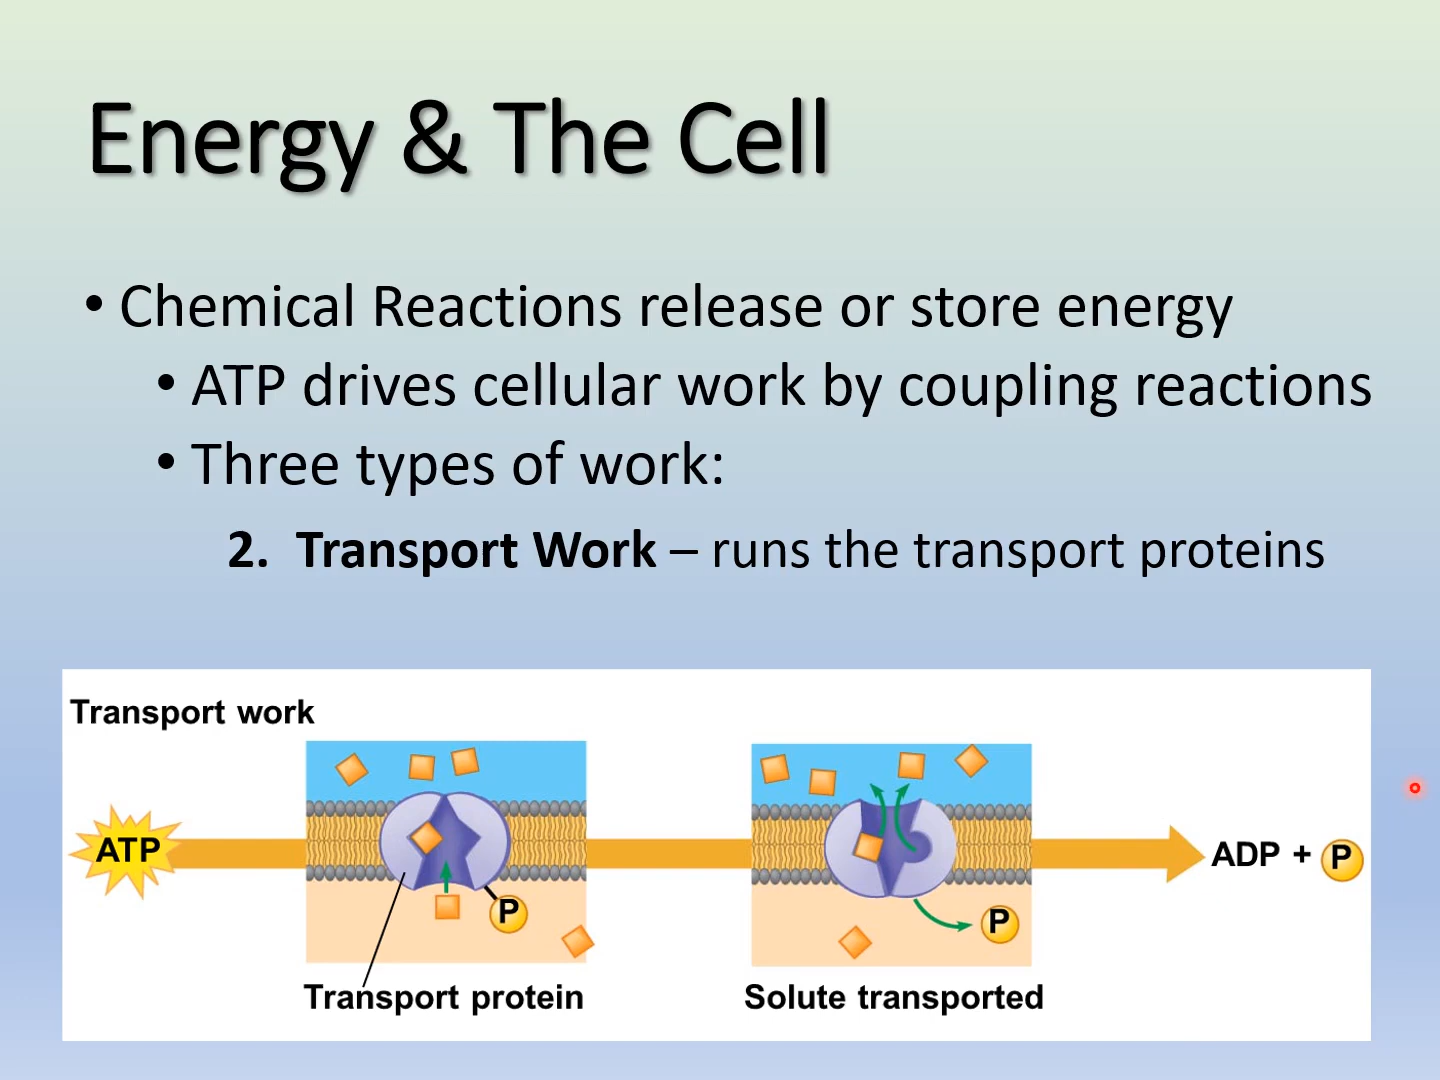 Energy & The Cell
• Chemical Reactions release or store energy
• ATP drives cellular work by coupling reactions
• Three types of work:
2. Transport Work – runs the transport proteins
Transport work
ATP
P
P
ADP + P
Transport protein
Solute transported